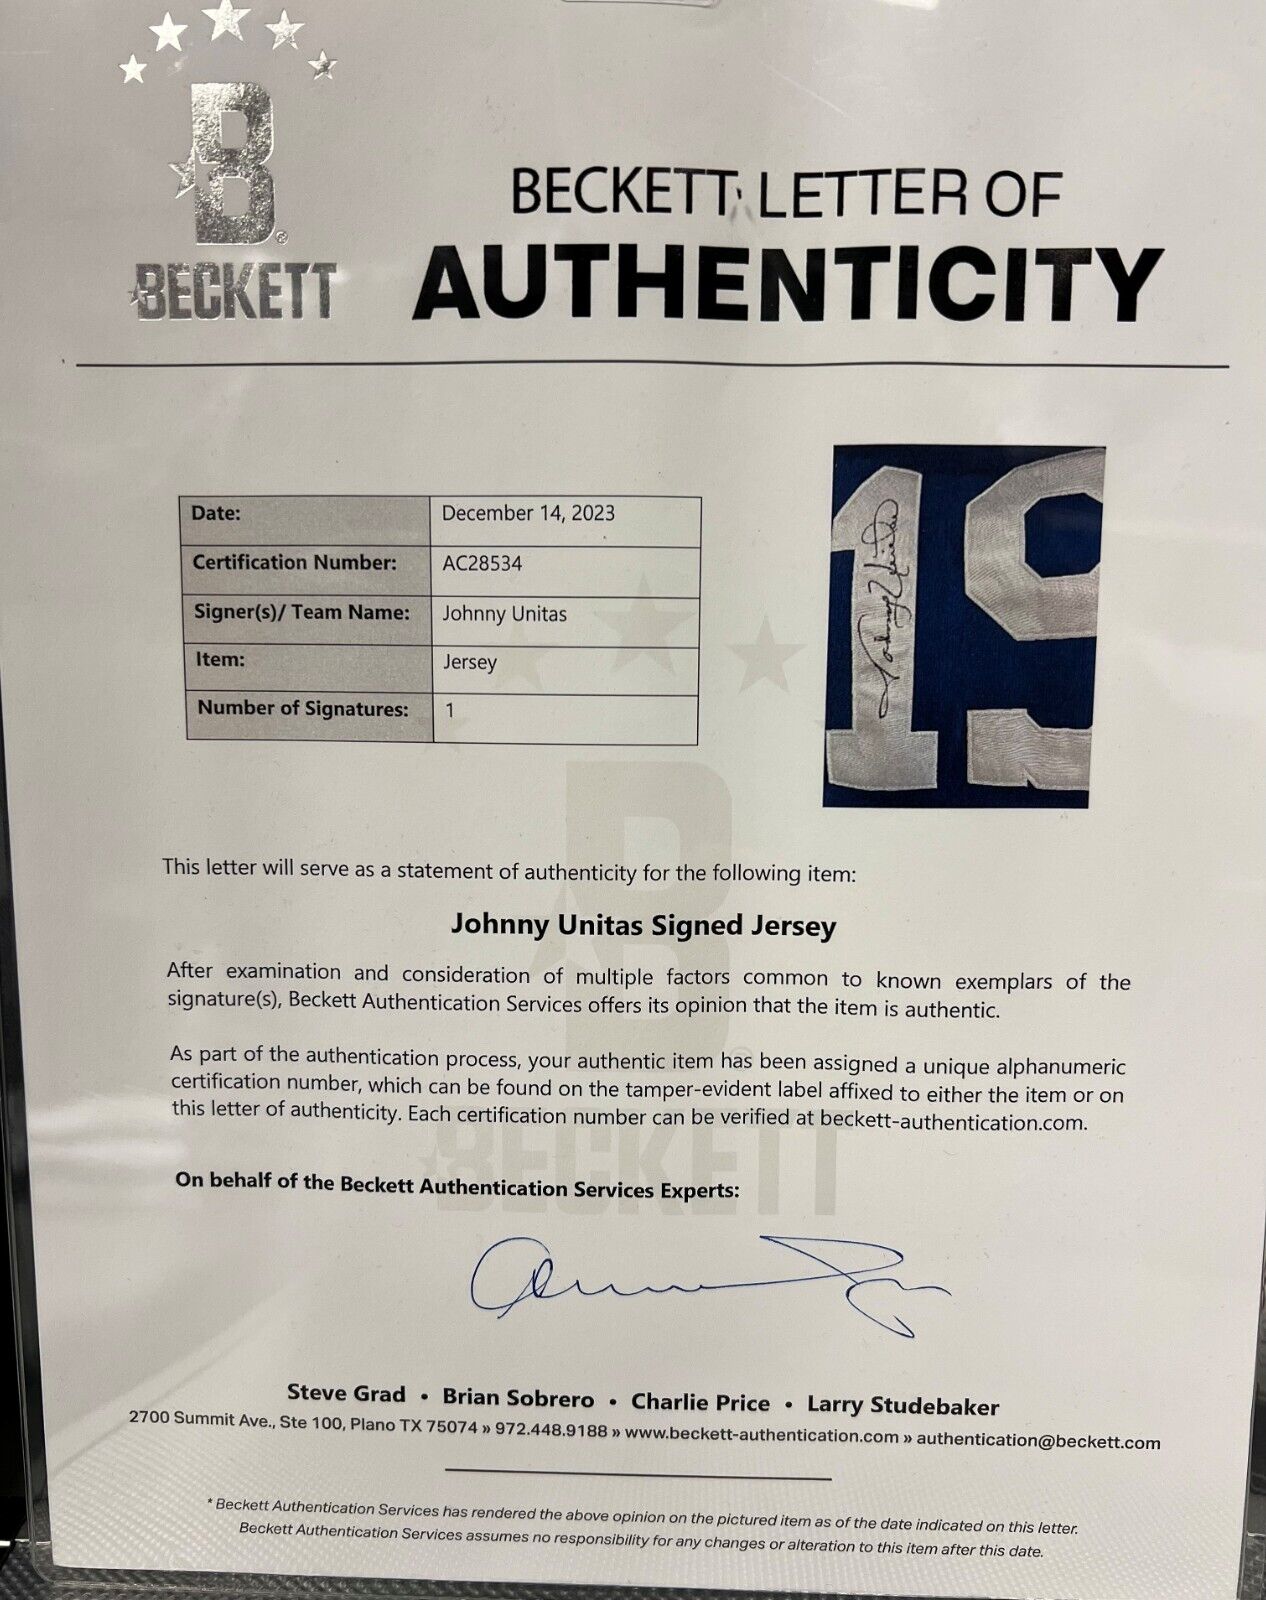 B®
BECKETT
BECKETT LETTER OF
AUTHENTICITY
Date: December 14, 2023
Certification Number: AC28534
Signer(s)/ Team Name: Johnny Unitas
Item: Jersey
Number of Signatures: 1
19
Johnny Unitas
This letter will serve as a statement of authenticity for the following item:
Johnny Unitas Signed Jersey
After examination and consideration of multiple factors common to known exemplars of the
signature(s), Beckett Authentication Services offers its opinion that the item is authentic.
As part of the authentication process, your authentic item has been assigned a unique alphanumeric
certification number, which can be found on the tamper-evident label affixed to either the item or on
this letter of authenticity. Each certification number can be verified at beckett-authentication.com.
B
BECKETT
On behalf of the Beckett Authentication Services Experts:
Steve Grad • Brian Sobrero • Charlie Price • Larry Studebaker
2700 Summit Ave., Ste 100, Plano TX 75074 » 972.448.9188 » www.beckett-authentication.com » authentication@beckett.com
* Beckett Authentication Services has rendered the above opinion on the pictured item as of the date indicated on this letter.
Beckett Authentication Services assumes no responsibility for any changes or alteration to this item after this date.